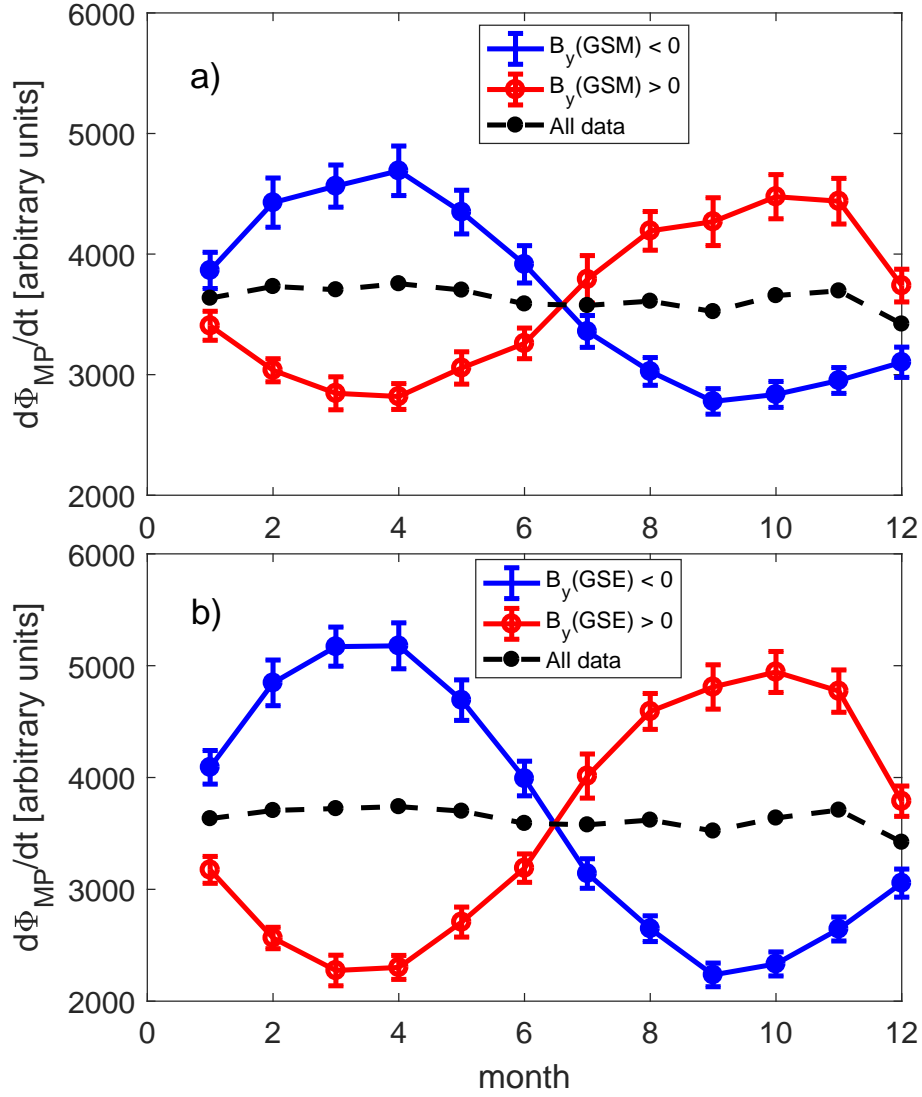 6000
5000
4000
3000
2000
dΦ_MP/dt [arbitrary units]
a)
B_y(GSM) < 0
B_y(GSM) > 0
All data
0 2 4 6 8 10 12
6000
5000
4000
3000
2000
dΦ_MP/dt [arbitrary units]
b)
B_y(GSE) < 0
B_y(GSE) > 0
All data
0 2 4 6 8 10 12
month